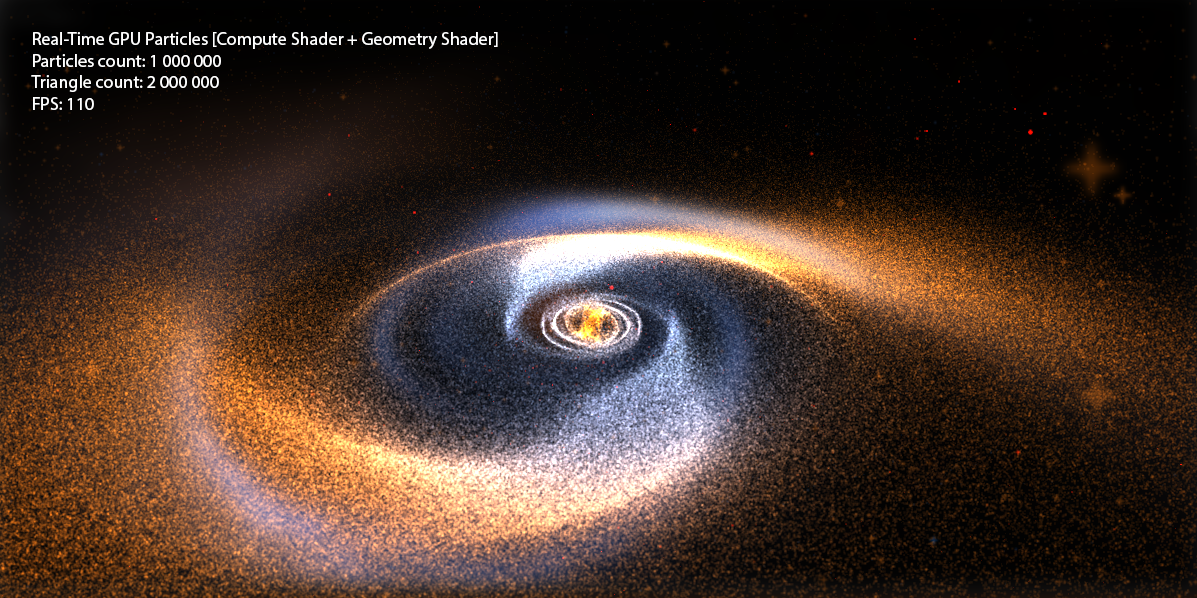 Real-Time GPU Particles [Compute Shader + Geometry Shader]
Particles count: 1 000 000
Triangle count: 2 000 000
FPS: 110